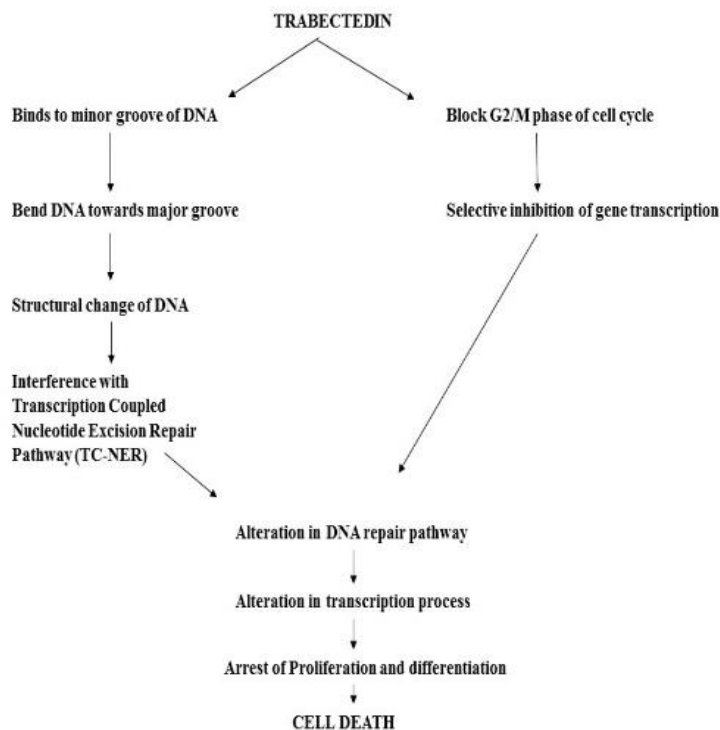 TRABECTEDIN
Binds to minor groove of DNA
Block G2/M phase of cell cycle
Bend DNA towards major groove
Selective inhibition of gene transcription
Structural change of DNA
Interference with
Transcription Coupled
Nucleotide Excision Repair
Pathway (TC-NER)
Alteration in DNA repair pathway
Alteration in transcription process
Arrest of Proliferation and differentiation
CELL DEATH